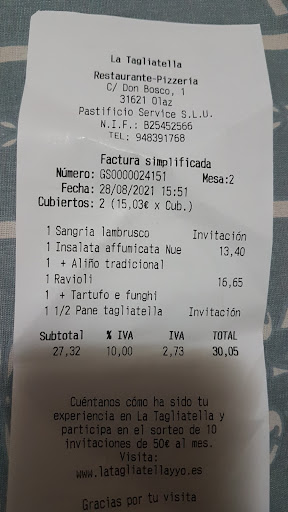 La Tagliatella
Restaurante-Pizzeria
C/ Don Bosco, 1
31621 Olaz
Pastificio Service S.L.U.
N.I.F.: B25452566
TEL: 948391768
Factura simplificada
Número: GS0000024151 Mesa:2
Fecha: 28/08/2021 15:51
Cubiertos: 2 (15,03€ x Cub.)
1 Sangria lambrusco Invitación
1 Insalata affumicata Nue 13,40
1 + Aliño tradicional
1 Ravioli 16,65
1 + Tartufo e funghi
1 1/2 Pane tagliatella Invitación
Subtotal % IVA IVA TOTAL
27,32 10,00 2,73 30,05
Cuéntanos cómo ha sido tu
experiencia en La Tagliatella y
participa en el sorteo de 10
invitaciones de 50€ al mes.
Visita:
www.latagliatellayyo.es
Gracias por tu visita